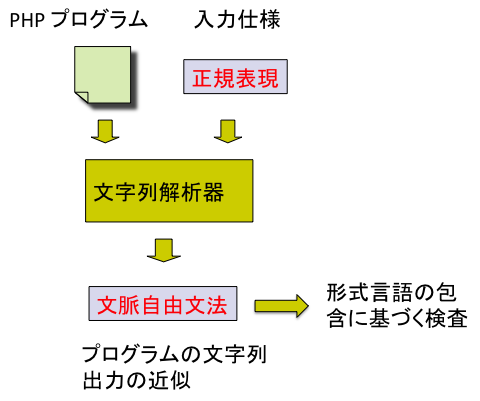 PHP プログラム
入力仕様
正規表現
文字列解析器
文脈自由文法
形式言語の包
含に基づく検査
プログラムの文字列
出力の近似